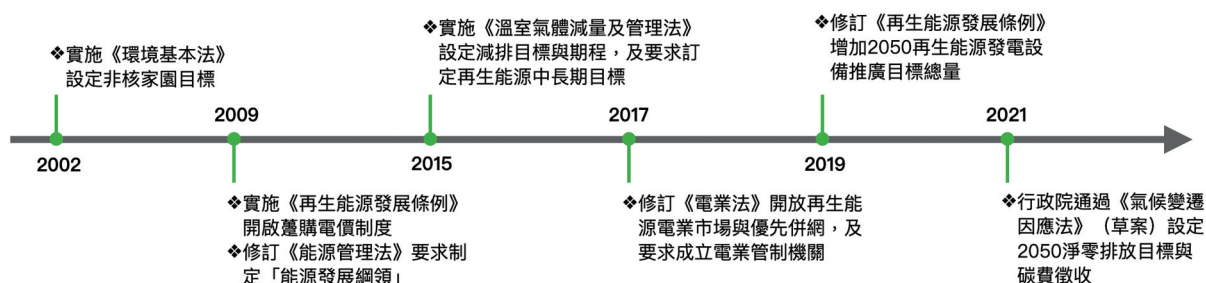 ❖實施《環境基本法》
設定非核家園目標
2002
2009
❖實施《再生能源發展條例》
開啟躉購電價制度
❖修訂《能源管理法》要求制
定「能源發展綱領」
❖實施《溫室氣體減量及管理法》
設定減排目標與期程，及要求訂
定再生能源中長期目標
2015
2017
❖修訂《電業法》開放再生能
源電業市場與優先併網，及
要求成立電業管制機關
❖修訂《再生能源發展條例》
增加2050再生能源發電設
備推廣目標總量
2019
2021
❖行政院通過《氣候變遷
因應法》（草案）設定
2050淨零排放目標與
碳費徵收